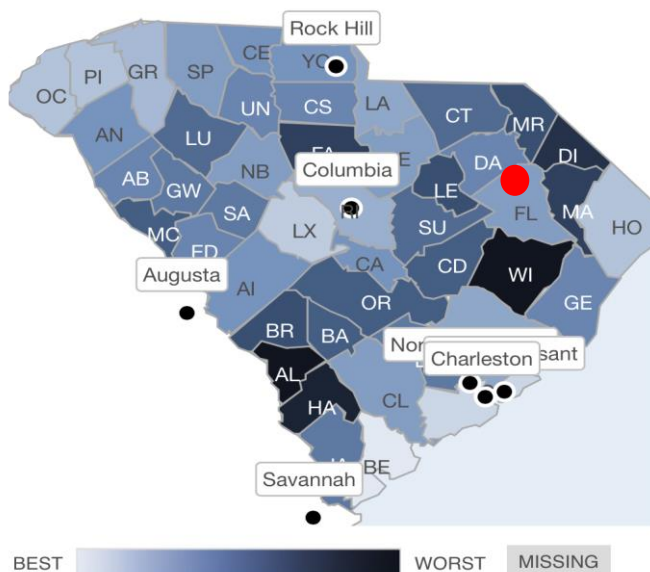 Rock Hill
CE
YO
PI
GR
SP
OC
LA
UN
CS
CT
MR
AN
LU
DI
DA
NB
Columbia
AB
GW
LE
FL
MA
SA
HO
LX
SU
MC
ED
CA
CD
WI
Augusta
AI
OR
GE
BR
BA
Charleston
AL
HA
CL
BE
Savannah
BEST
WORST
MISSING